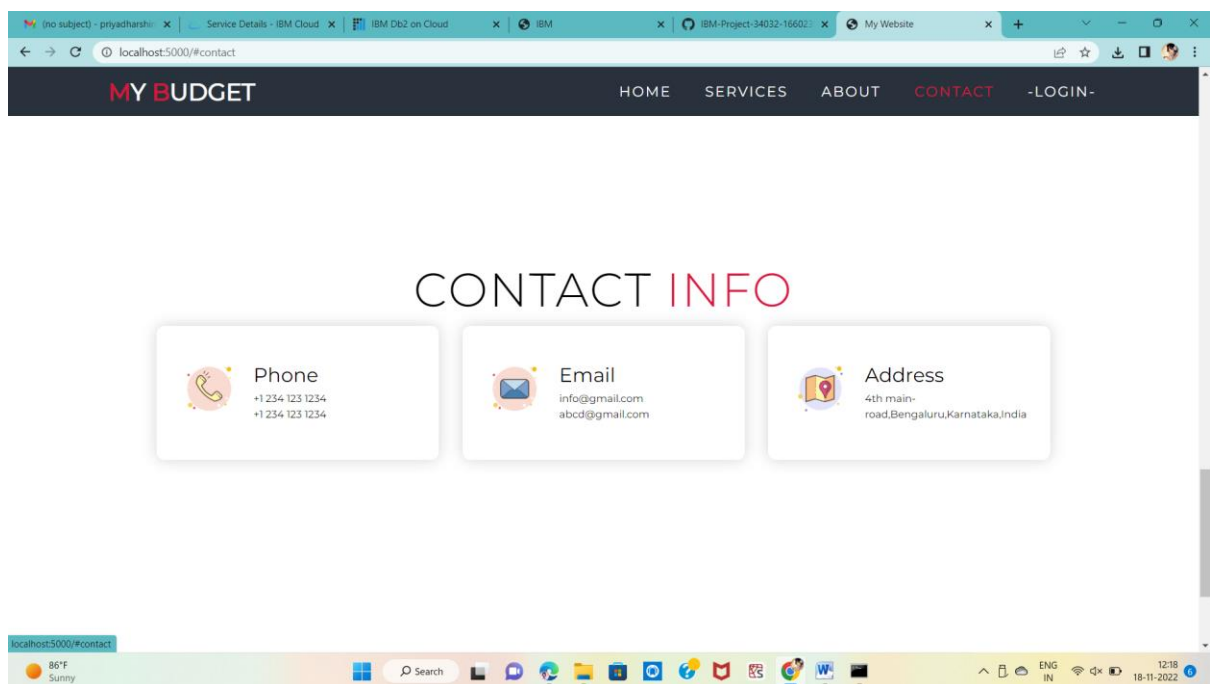 (no subject) - priyadharshin
Service Details - IBM Cloud
IBM Db2 on Cloud
IBM
IBM-Project-34032-16602
My Website
localhost:5000/#contact
MY BUDGET
HOME SERVICES ABOUT CONTACT -LOGIN-
CONTACT INFO
Phone
+1 234 123 1234
+1 234 123 1234
Email
info@gmail.com
abcd@gmail.com
Address
4th main-
road,Bengaluru,Karnataka,India
localhost:5000/#contact
86°F
Sunny
Search
ENG
IN
12:18
18-11-2022
6